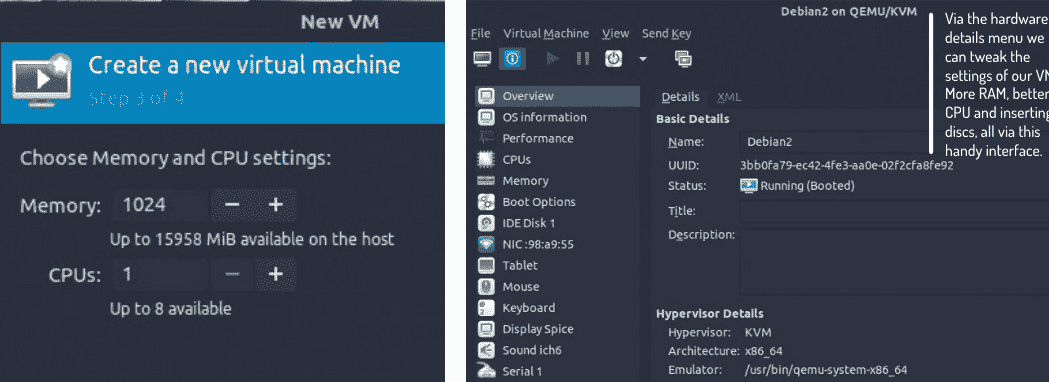 New VM
Create a new virtual machine
Step 3 of 4
Choose Memory and CPU settings:
Memory: 1024
Up to 15958 MiB available on the host
CPUs: 1
Up to 8 available
Debian2 on QEMU/KVM
File Virtual Machine View Send Key
Overview
OS information
Performance
CPUs
Memory
Boot Options
IDE Disk 1
NIC :98:a9:55
Tablet
Mouse
Keyboard
Display Spice
Sound ich6
Serial 1
Details XML
Basic Details
Name: Debian2
UUID: 3bb0fa79-ec42-4fe3-aa0e-02f2cfa8fe92
Status: Running (Booted)
Title:
Description:
Hypervisor Details
Hypervisor: KVM
Architecture: x86_64
Emulator: /usr/bin/qemu-system-x86_64
Via the hardware
details menu we
can tweak the
settings of our
More RAM, better
CPU and inserting
discs, all via this
handy interface.